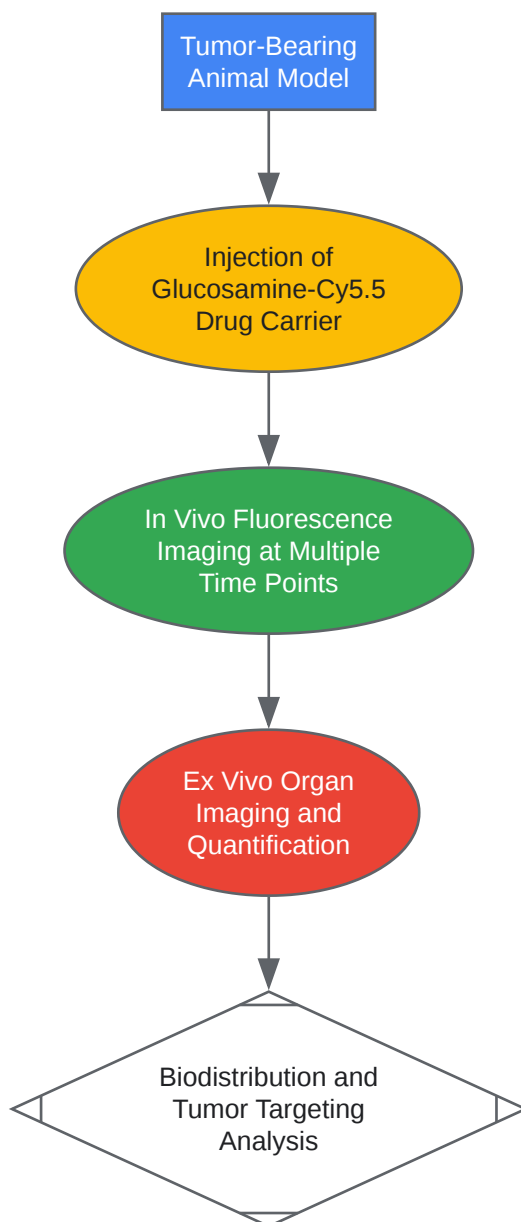 Tumor-Bearing
Animal Model
Injection of
Glucosamine-Cy5.5
Drug Carrier
In Vivo Fluorescence
Imaging at Multiple
Time Points
Ex Vivo Organ
Imaging and
Quantification
Biodistribution and
Tumor Targeting
Analysis